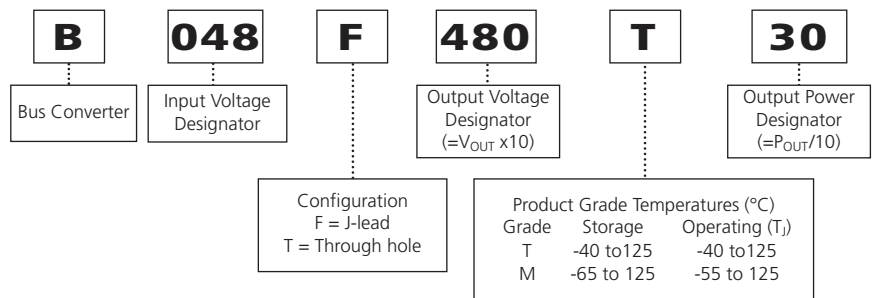 B 048 F 480 T 30
Bus Converter
Input Voltage
Designator
Output Voltage
Designator
(=VOUT x10)
Output Power
Designator
(=POUT/10)
Configuration
F = J-lead
T = Through hole
Product Grade Temperatures (°C)
Grade Storage Operating (TJ)
T -40 to125 -40 to125
M -65 to 125 -55 to 125